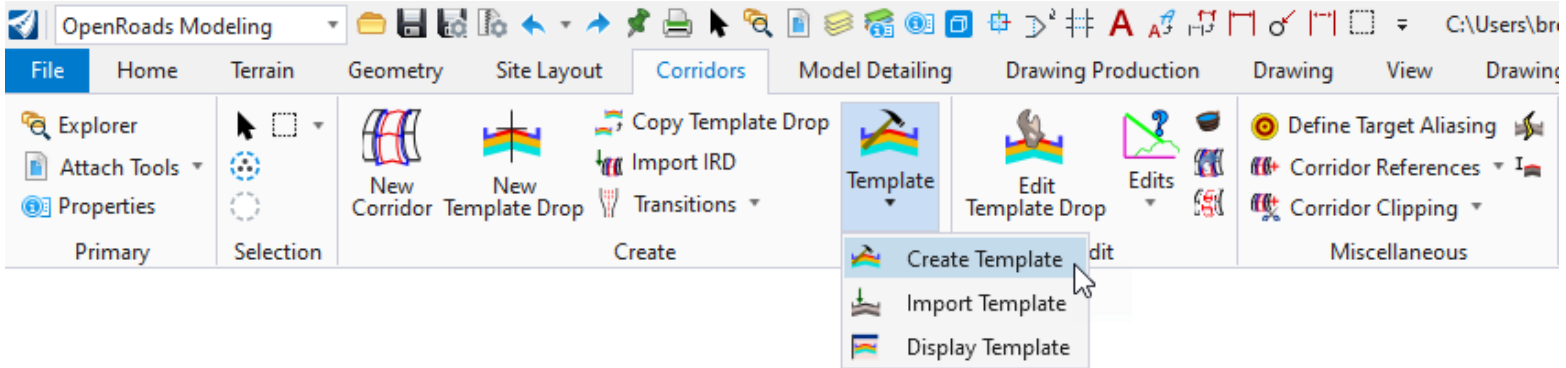 OpenRoads Modeling
C:\Users\bre
File Home Terrain Geometry Site Layout Corridors Model Detailing Drawing Production Drawing View Drawing
Explorer
Attach Tools
Properties
Primary
Selection
New
Corridor
New
Template Drop
Copy Template Drop
Import IRD
Transitions
Template
Create
Create Template
Import Template
Display Template
Edit
Template Drop
Edits
dit
Define Target Aliasing
Corridor References
Corridor Clipping
Miscellaneous